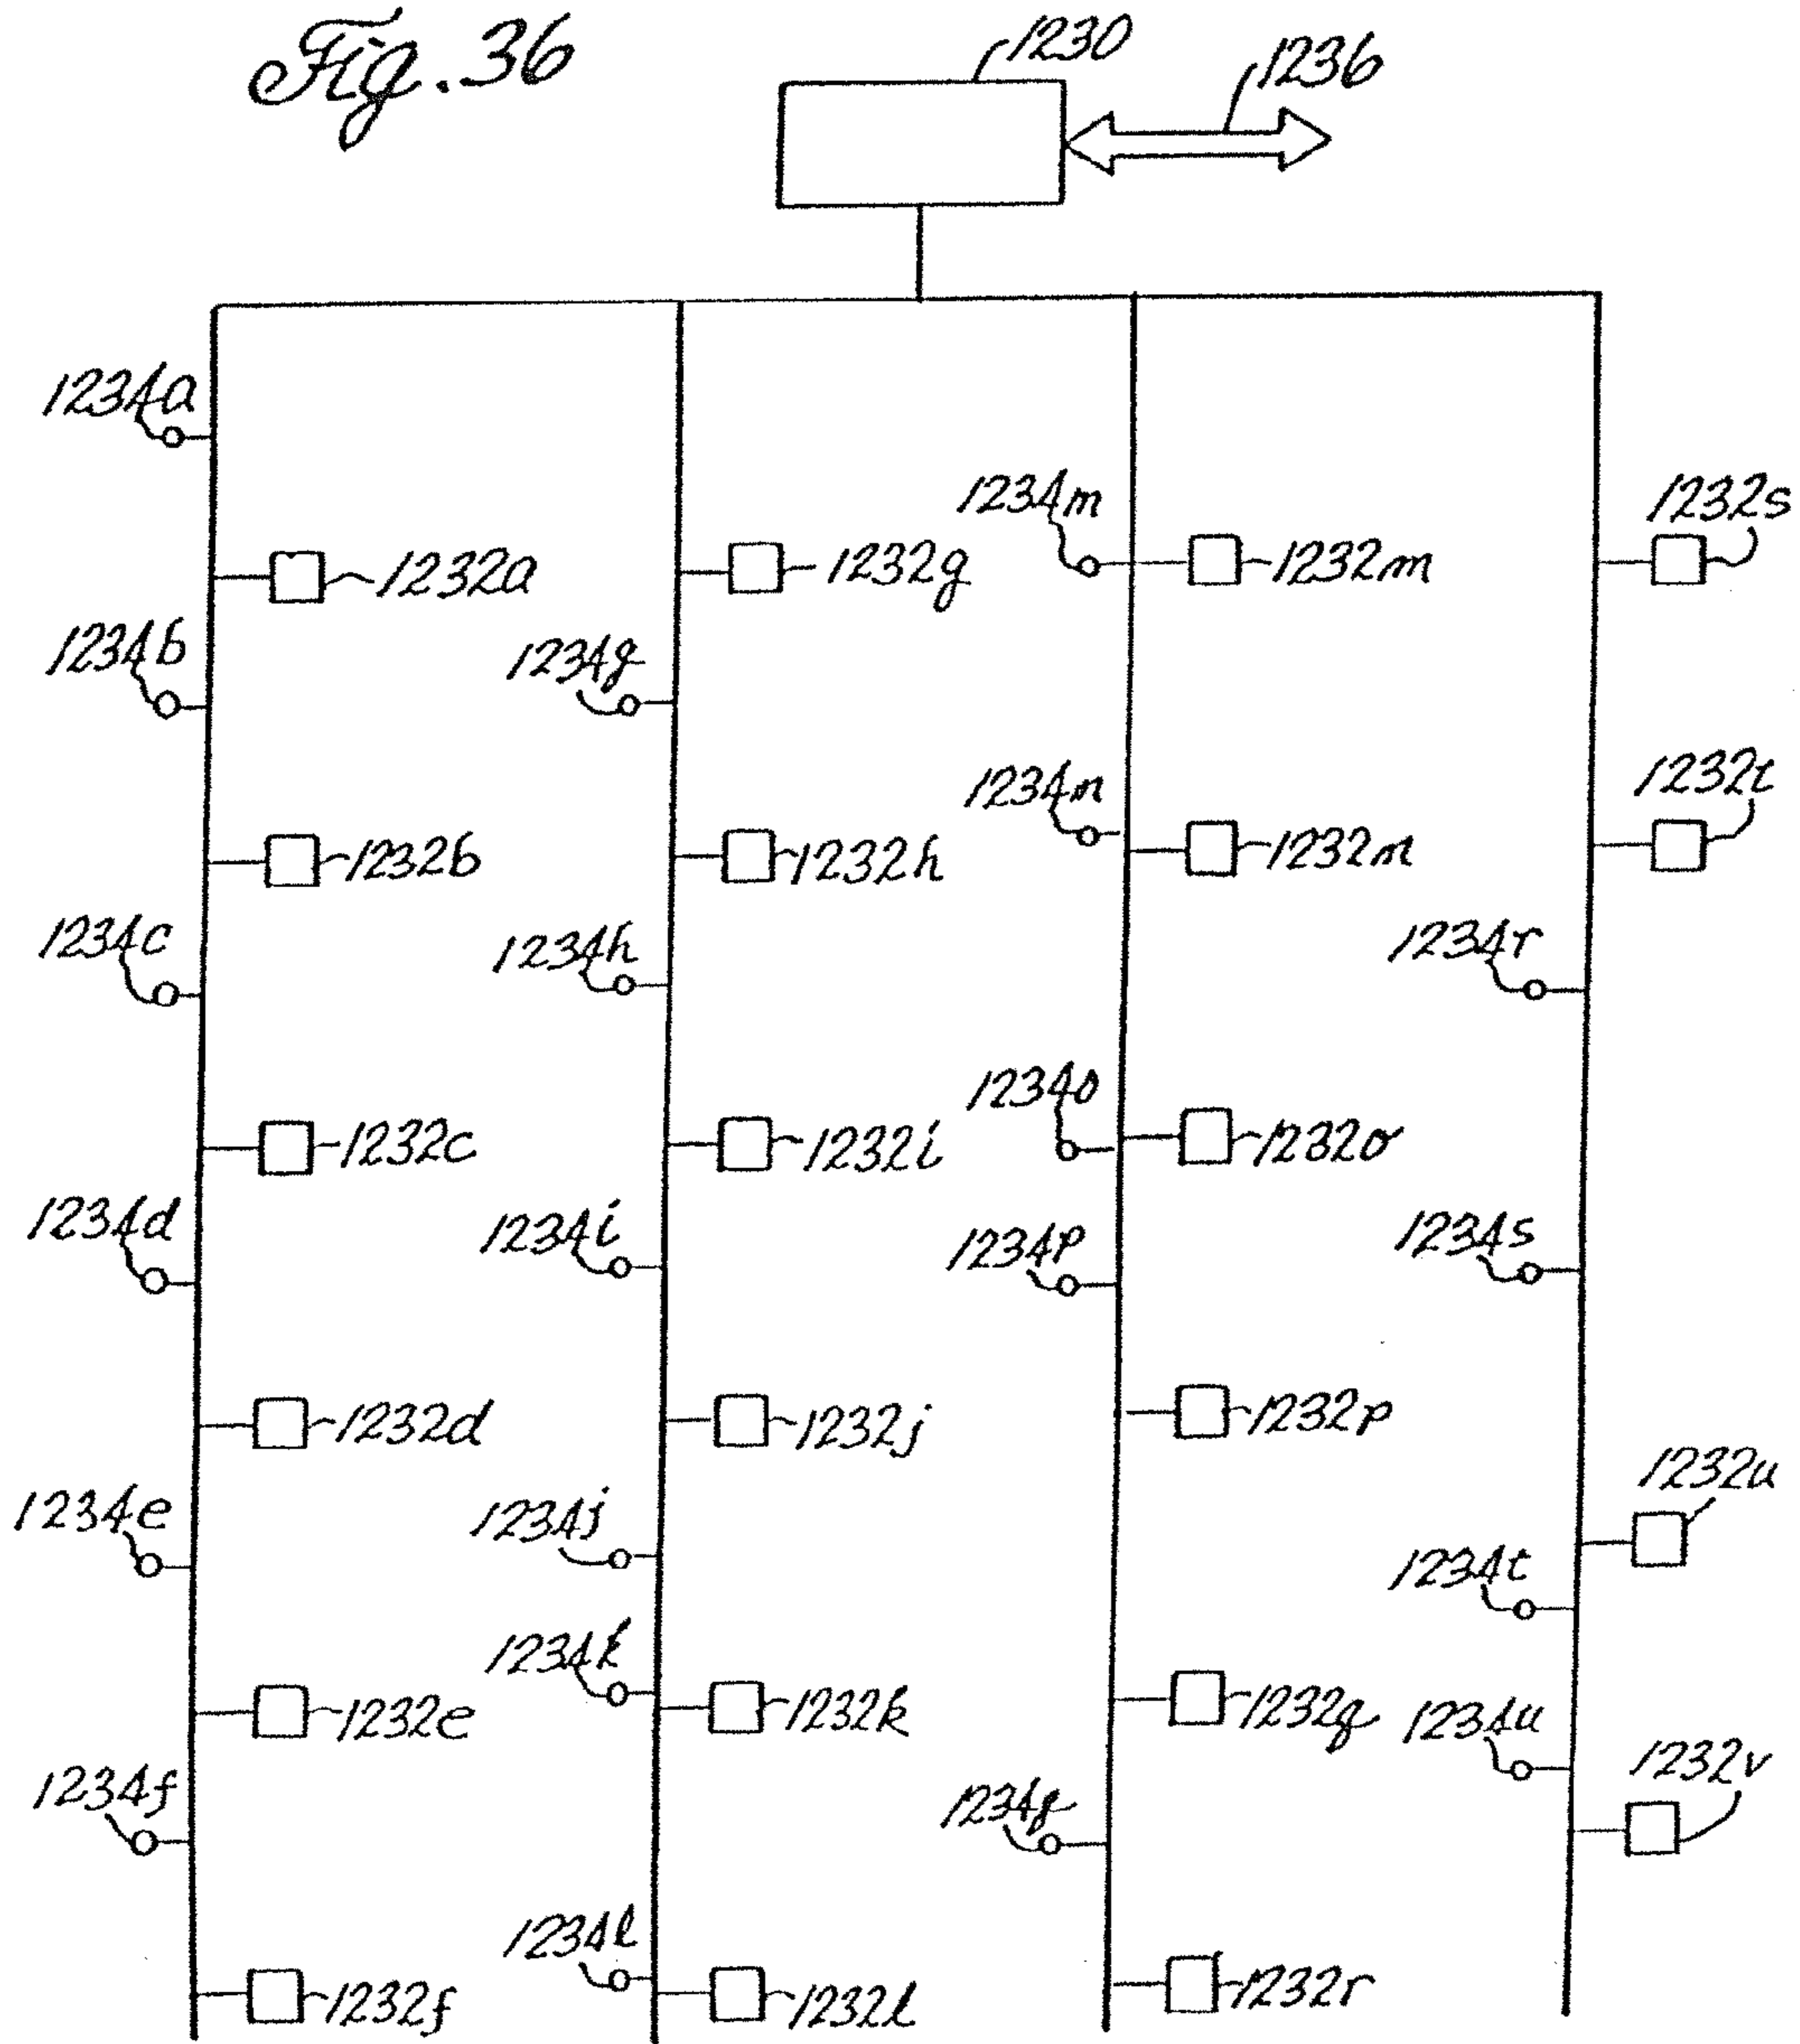 Fig. 36
1230
1236
1234a
1234m
1232s
1232a
1232g
1232m
1234b
1234g
1234n
1232t
1232b
1232h
1232n
1234c
1234h
1234r
1234o
1232c
1232i
1232o
1234d
1234i
1234p
1234s
1232d
1232j
1232p
1232u
1234e
1234j
1234t
1234k
1232e
1232k
1232q
1234u
1232v
1234f
1234q
1234l
1232f
1232l
1232r